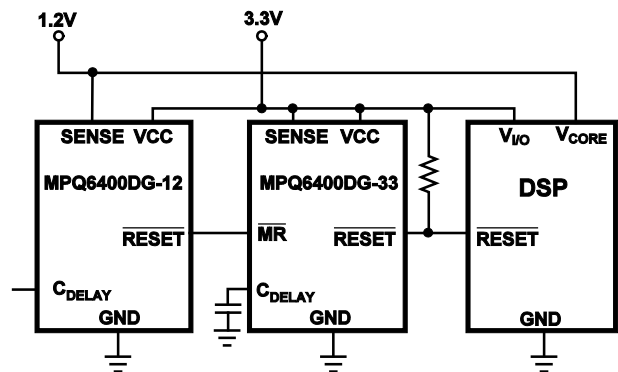 1.2V
3.3V
SENSE VCC
MPQ6400DG-12
RESET
CDELAY
GND
SENSE VCC
MPQ6400DG-33
MR
RESET
CDELAY
GND
VI/O
VCORE
DSP
RESET
GND